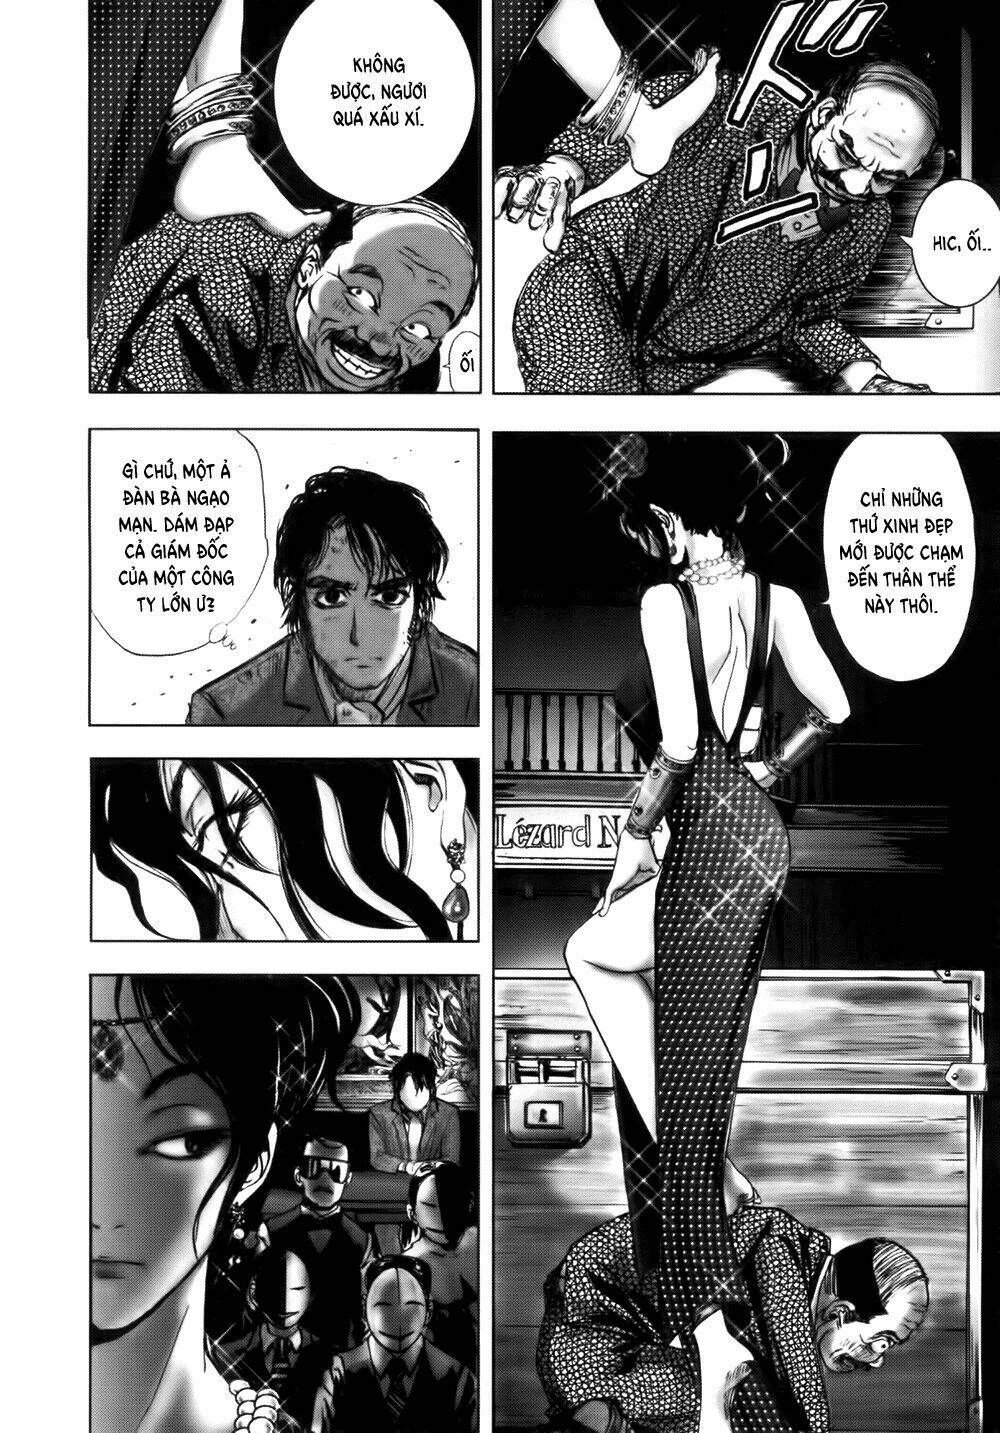 HIC, ỐI..
KHÔNG
ĐƯỢC, NGƯƠI
QUÁ XẤU XÍ.
ỐI
CHỈ NHỮNG
THỨ XINH ĐẸP
MỚI ĐƯỢC CHẠM
ĐẾN THÂN THỂ
NÀY THÔI.
Lézard N
GÌ CHỨ, MỘT Ả
ĐÀN BÀ NGẠO
MẠN. DÁM ĐẠP
CẢ GIÁM ĐỐC
CỦA MỘT CÔNG
TY LỚN Ư?